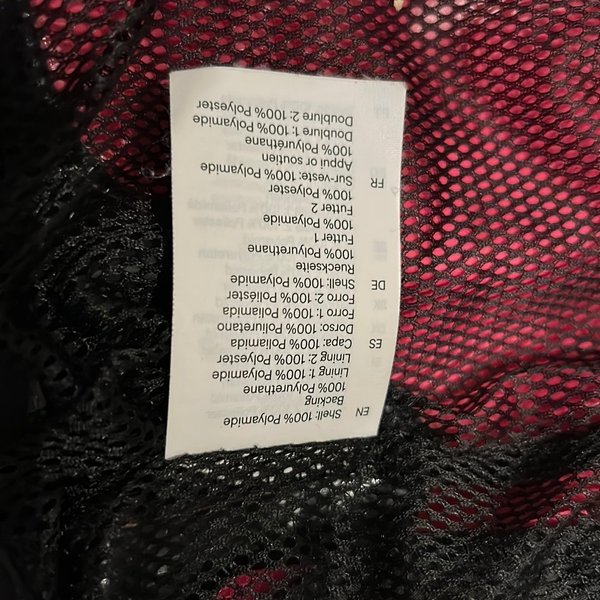 EN Shell: 100% Polyamide
Backing
100% Polyurethane
Lining 1: 100% Polyamide
Lining 2: 100% Polyester
ES Capa: 100% Poliamida
Dorso: 100% Poliuretano
Forro 1: 100% Poliamida
Forro 2: 100% Poliéster
DE Shell: 100% Polyamide
Rueckseite
100% Polyurethane
Futter 1
100% Polyamide
Futter 2
100% Polyester
FR Sur-veste: 100% Polyamide
Appui or soutien
100% Polyuréthane
Doublure 1: 100% Polyamide
Doublure 2: 100% Polyester